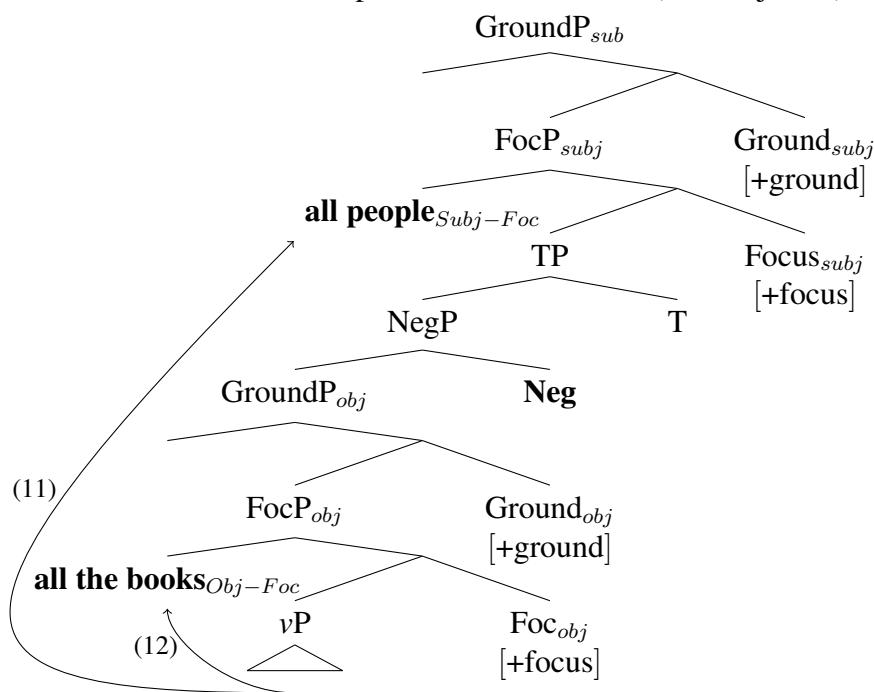 GroundP_sub
FocP_subj Ground_subj
[+ground]
all people_Subj−Foc
TP Focus_subj
[+focus]
NegP T
GroundP_obj Neg
(11)
FocP_obj Ground_obj
[+ground]
all the books_Obj−Foc
(12) vP Foc_obj
[+focus]